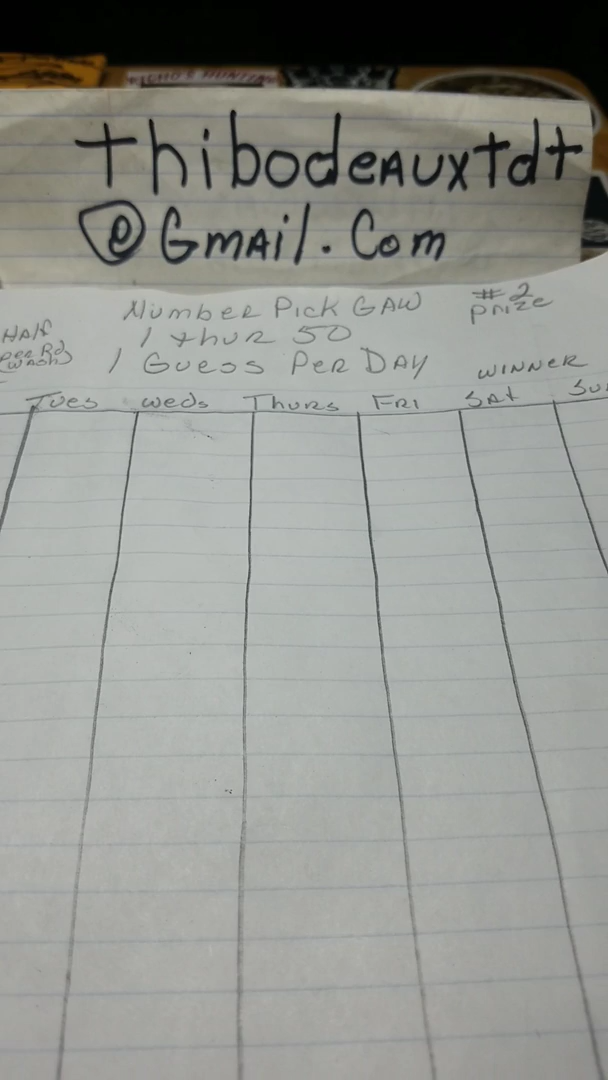 thibodeauxtdt
@Gmail.com
Number Pick GAW
#2 prize
1 thur 50
Half
1 Guess Per Day
WINNER
Tues Weds Thurs FRI SAt